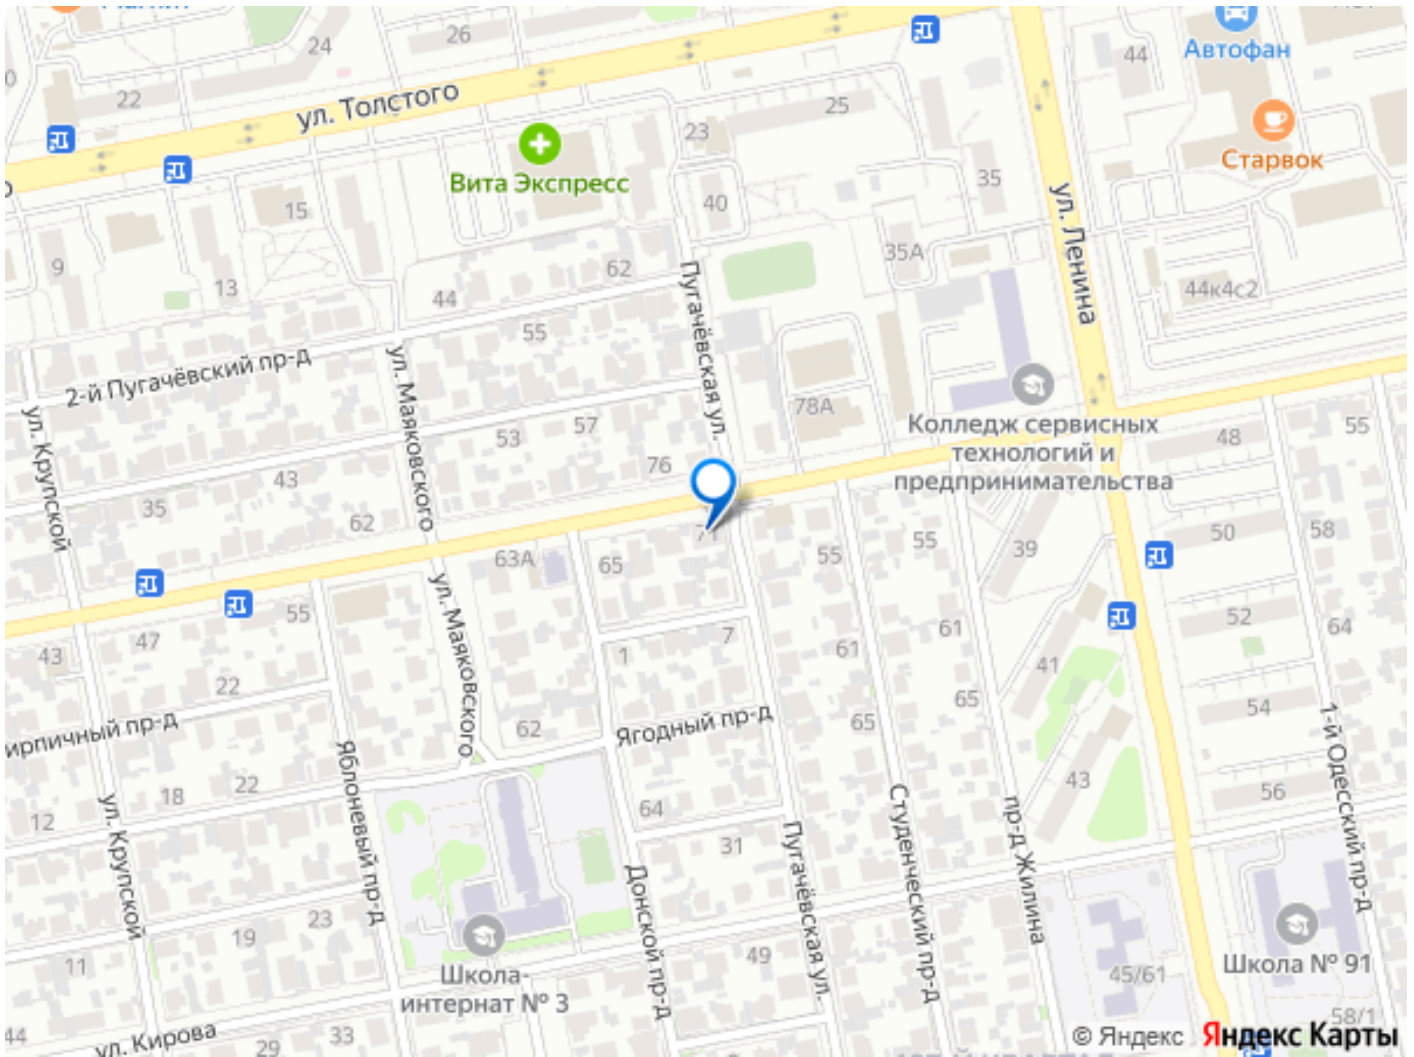 26
24
44
Автофан
22
ул. Толстого
25
23
Старвок
Вита Экспресс
35
40
15
ул. Ленина
35А
9
62
13
44
44к4с2
Пугачёвская ул.
55
2-й Пугачёвский пр-д
ул. Маяковского
78А
57
53
Колледж сервисных
технологий и
предпринимательства
48
55
ул. Крупской
76
43
35
62
71
50
58
63А
65
55
55
39
ул. Маяковского
55
52
47
43
7
61
61
64
1
41
22
65
54
ирпичный пр-д
62
Ягодный пр-д
65
1-й Одесский пр-д
Яблоневый пр-д
43
22
18
56
12
64
ул. Крупской
Студенческий пр-д
пр-д Жилина
Пугачёвская ул.
31
Донской пр-д
23
19
11
49
Школа-
интернат № 3
45/61
Школа № 91
44
ул. Кирова
29
33
58/1
© Яндекс Яндекс Карты